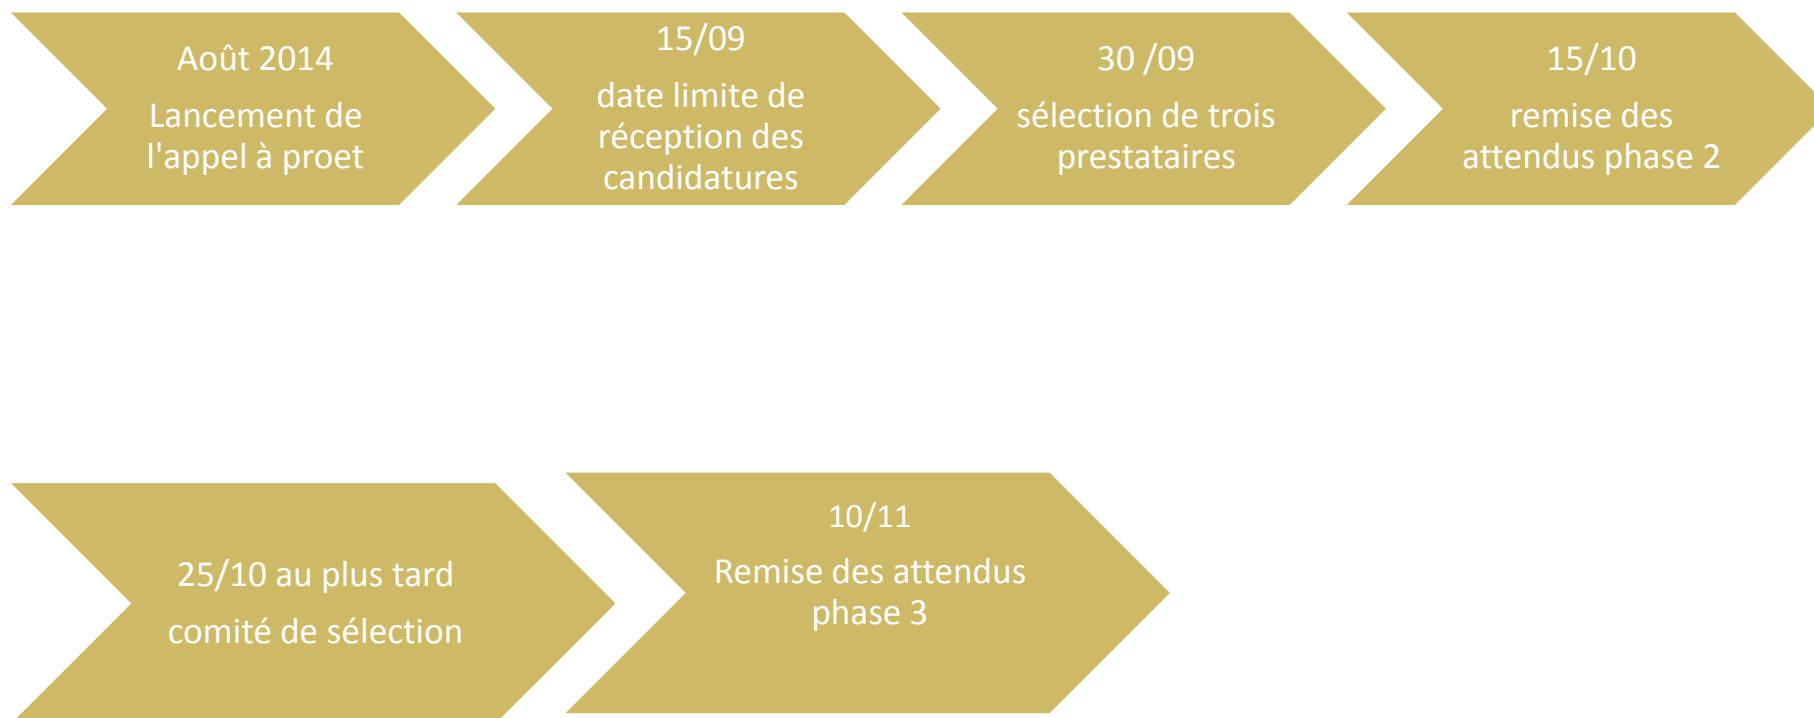 Août 2014
Lancement de
l'appel à proet
15/09
date limite de
réception des
candidatures
30 /09
sélection de trois
prestataires
15/10
remise des
attendus phase 2
25/10 au plus tard
comité de sélection
10/11
Remise des attendus
phase 3